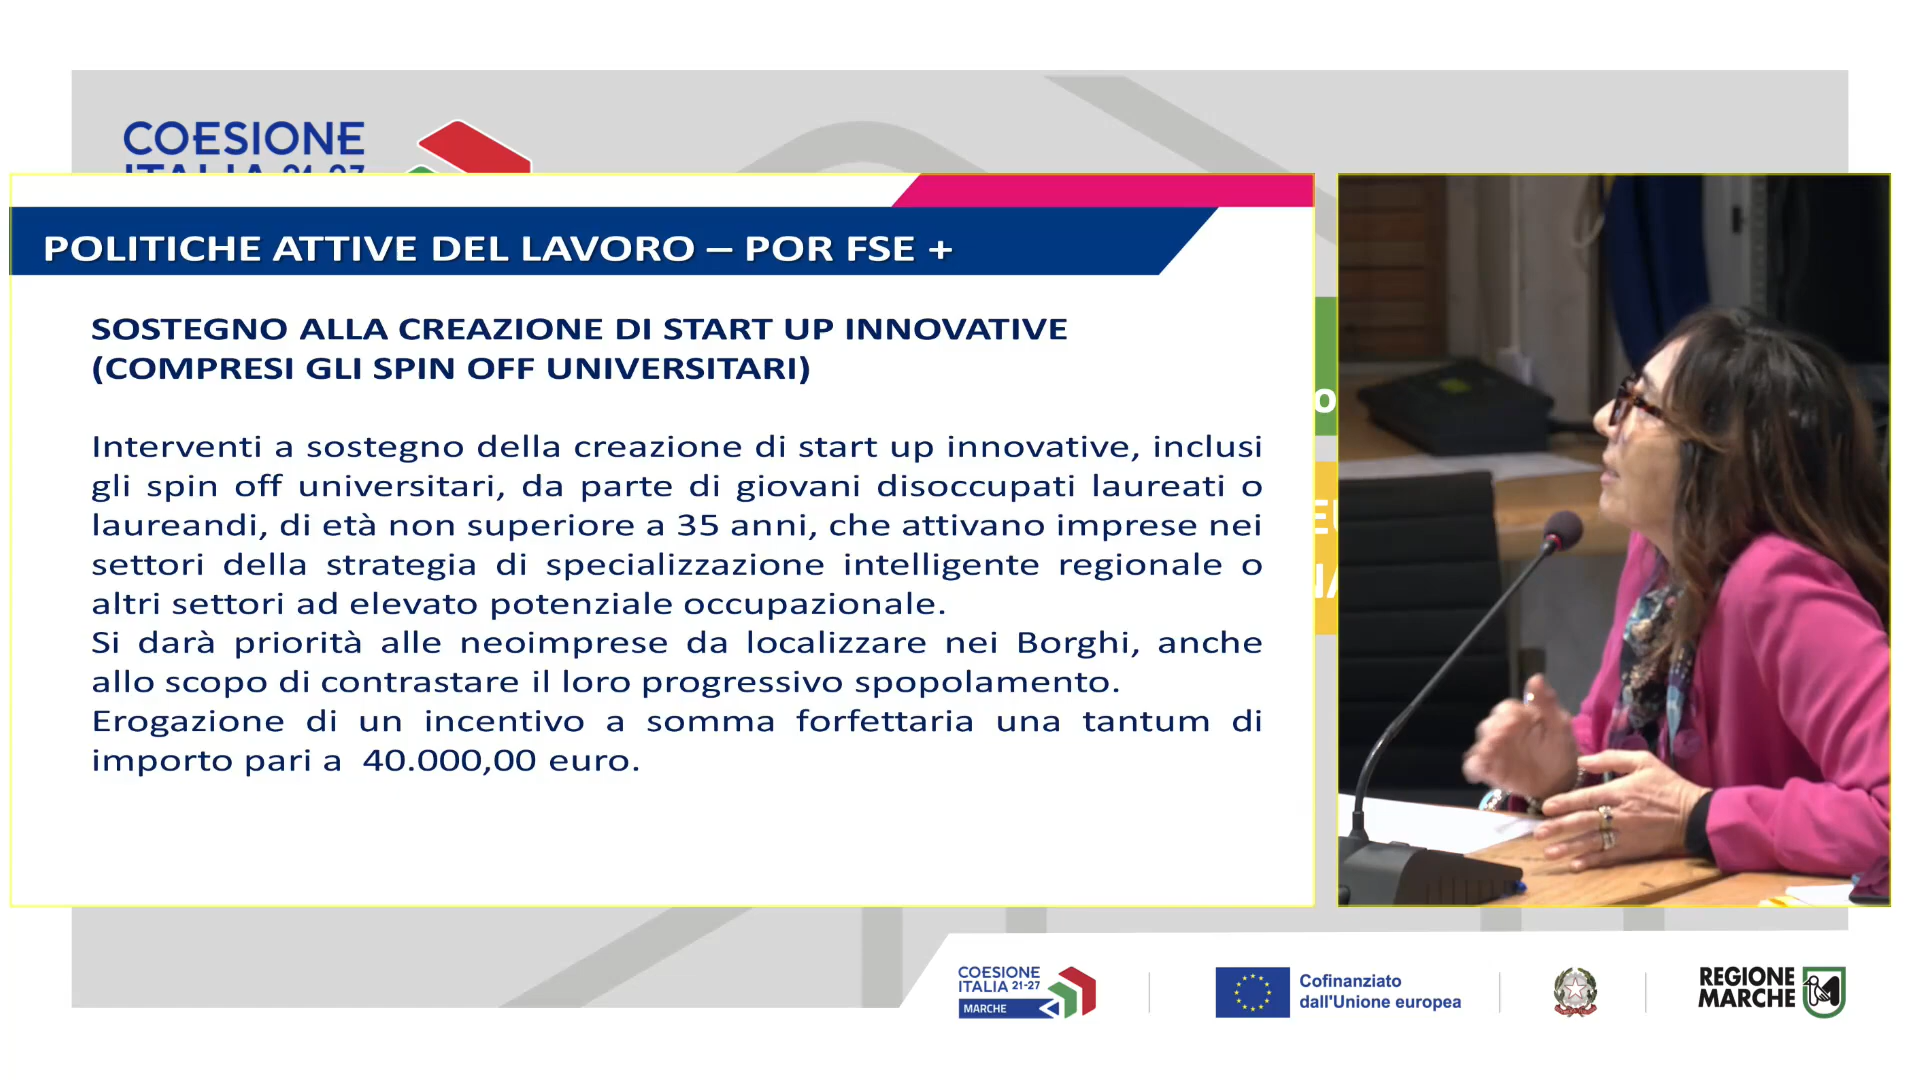 COESIONE
ITALIA 21-27
POLITICHE ATTIVE DEL LAVORO – POR FSE +
SOSTEGNO ALLA CREAZIONE DI START UP INNOVATIVE
(COMPRESI GLI SPIN OFF UNIVERSITARI)
Interventi a sostegno della creazione di start up innovative, inclusi
gli spin off universitari, da parte di giovani disoccupati laureati o
laureandi, di età non superiore a 35 anni, che attivano imprese nei
settori della strategia di specializzazione intelligente regionale o
altri settori ad elevato potenziale occupazionale.
Si darà priorità alle neoimprese da localizzare nei Borghi, anche
allo scopo di contrastare il loro progressivo spopolamento.
Erogazione di un incentivo a somma forfettaria una tantum di
importo pari a 40.000,00 euro.
COESIONE
ITALIA 21-27
MARCHE
Cofinanziato
dall'Unione europea
REGIONE
MARCHE